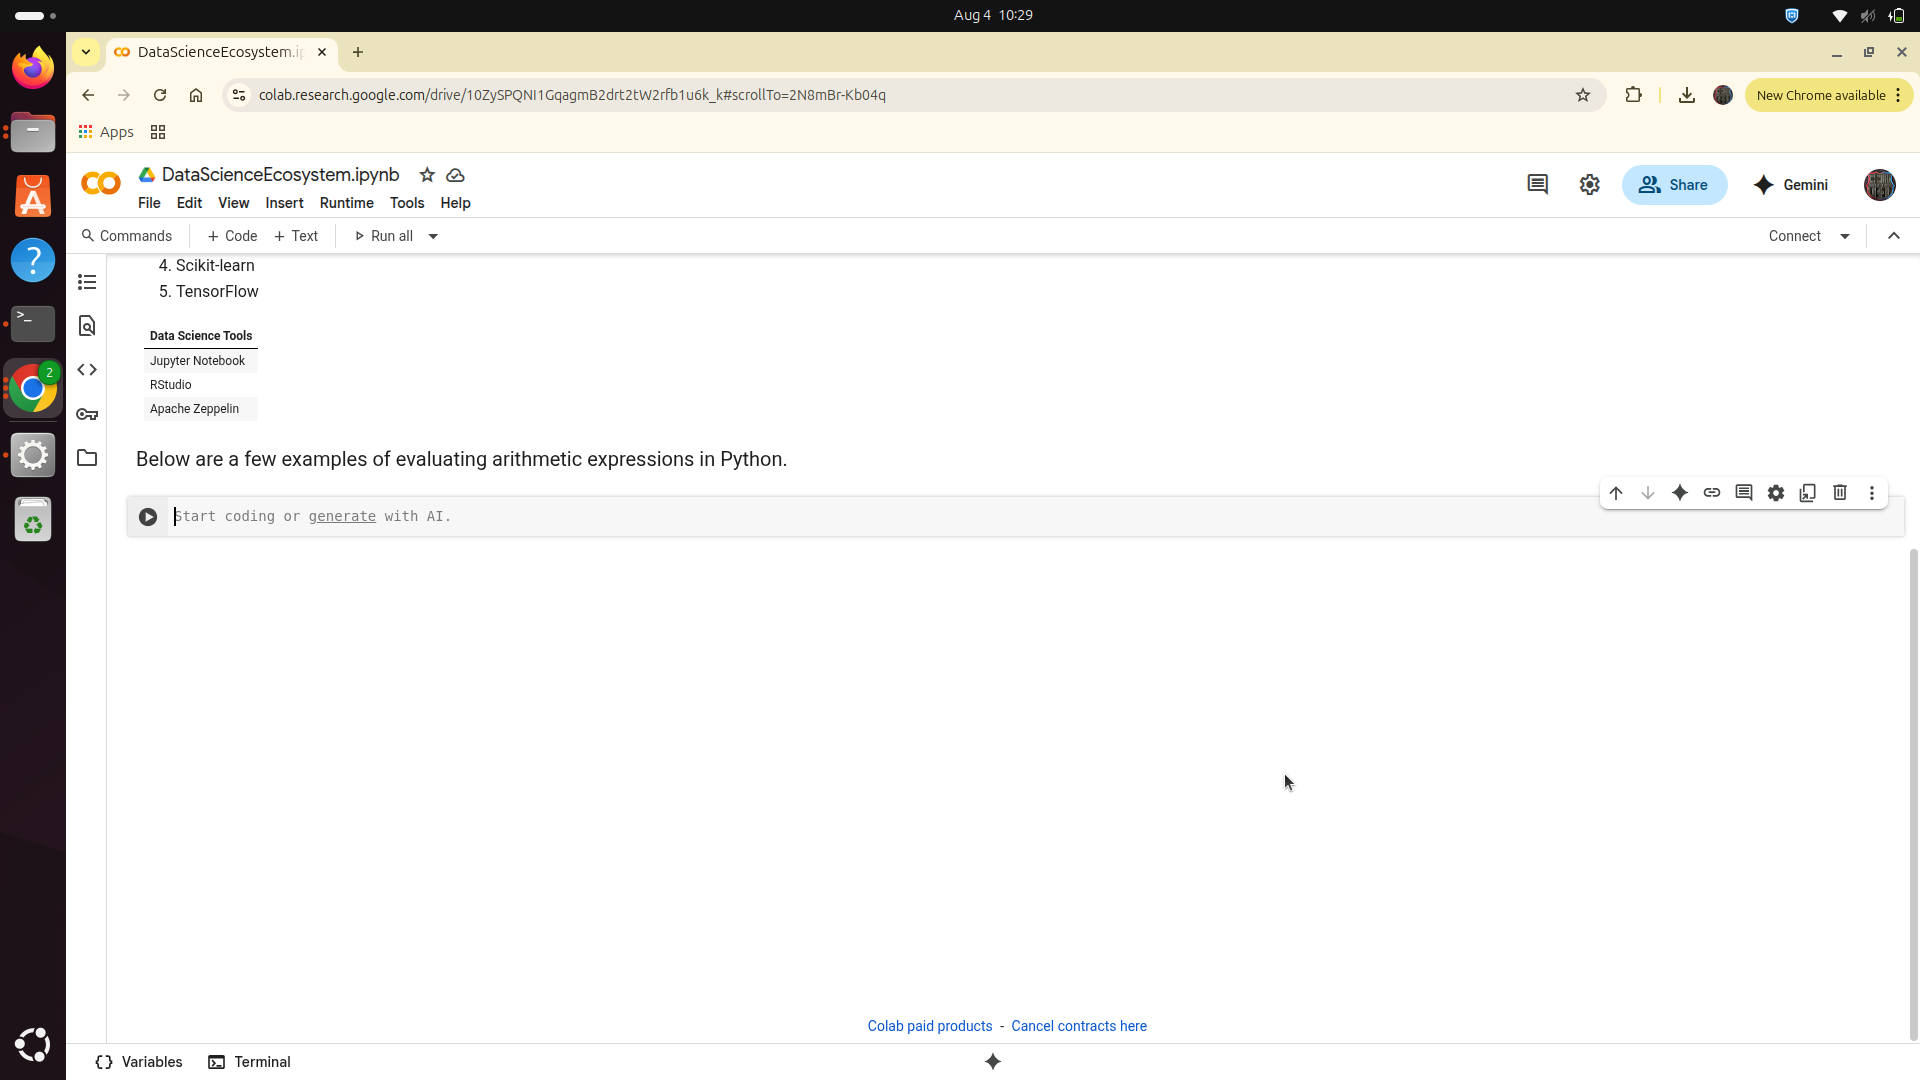 Aug 4 10:29
DataScienceEcosystem.i
colab.research.google.com/drive/10ZySPQNI1GqagmB2drt2tW2rfb1u6k_k#scrollTo=2N8mBr-Kb04q
New Chrome available
Apps
DataScienceEcosystem.ipynb
File Edit View Insert Runtime Tools Help
Share
Gemini
Commands + Code + Text Run all Connect
4. Scikit-learn
5. TensorFlow
Data Science Tools
Jupyter Notebook
RStudio
Apache Zeppelin
Below are a few examples of evaluating arithmetic expressions in Python.
Start coding or generate with AI.
2
Colab paid products - Cancel contracts here
Variables Terminal